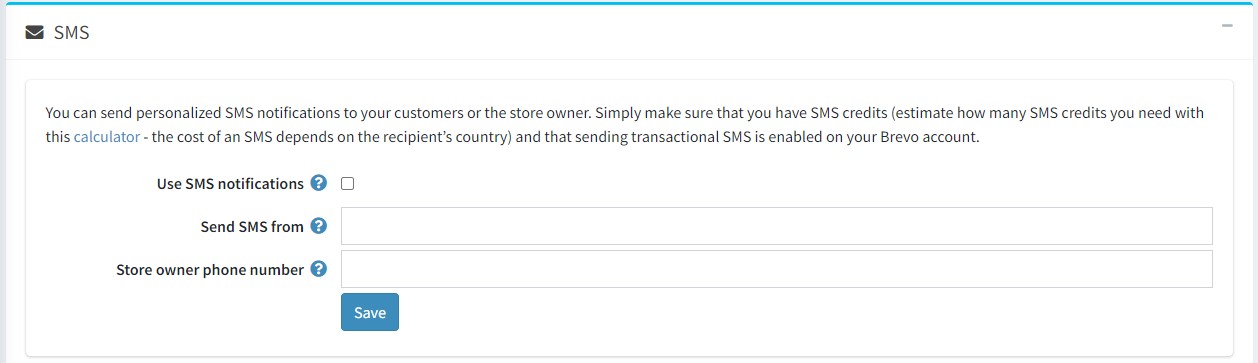 SMS
You can send personalized SMS notifications to your customers or the store owner. Simply make sure that you have SMS credits (estimate how many SMS credits you need with
this calculator - the cost of an SMS depends on the recipient’s country) and that sending transactional SMS is enabled on your Brevo account.
Use SMS notifications ?
Send SMS from ?
Store owner phone number ?
Save